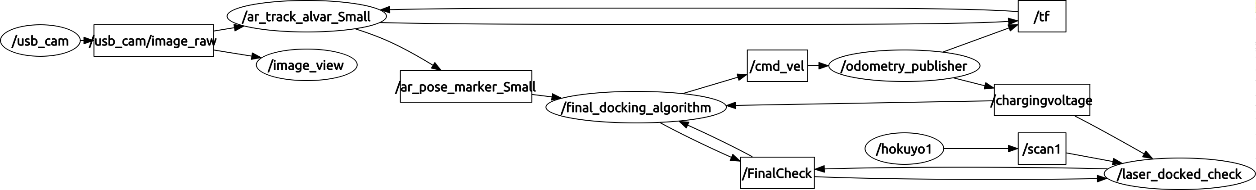 /usb_cam
/usb_cam/image_raw
/ar_track_alvar_Small
/image_view
/ar_pose_marker_Small
/final_docking_algorithm
/cmd_vel
/odometry_publisher
/tf
/chargingvoltage
/hokuyo1
/scan1
/FinalCheck
/laser_docked_check